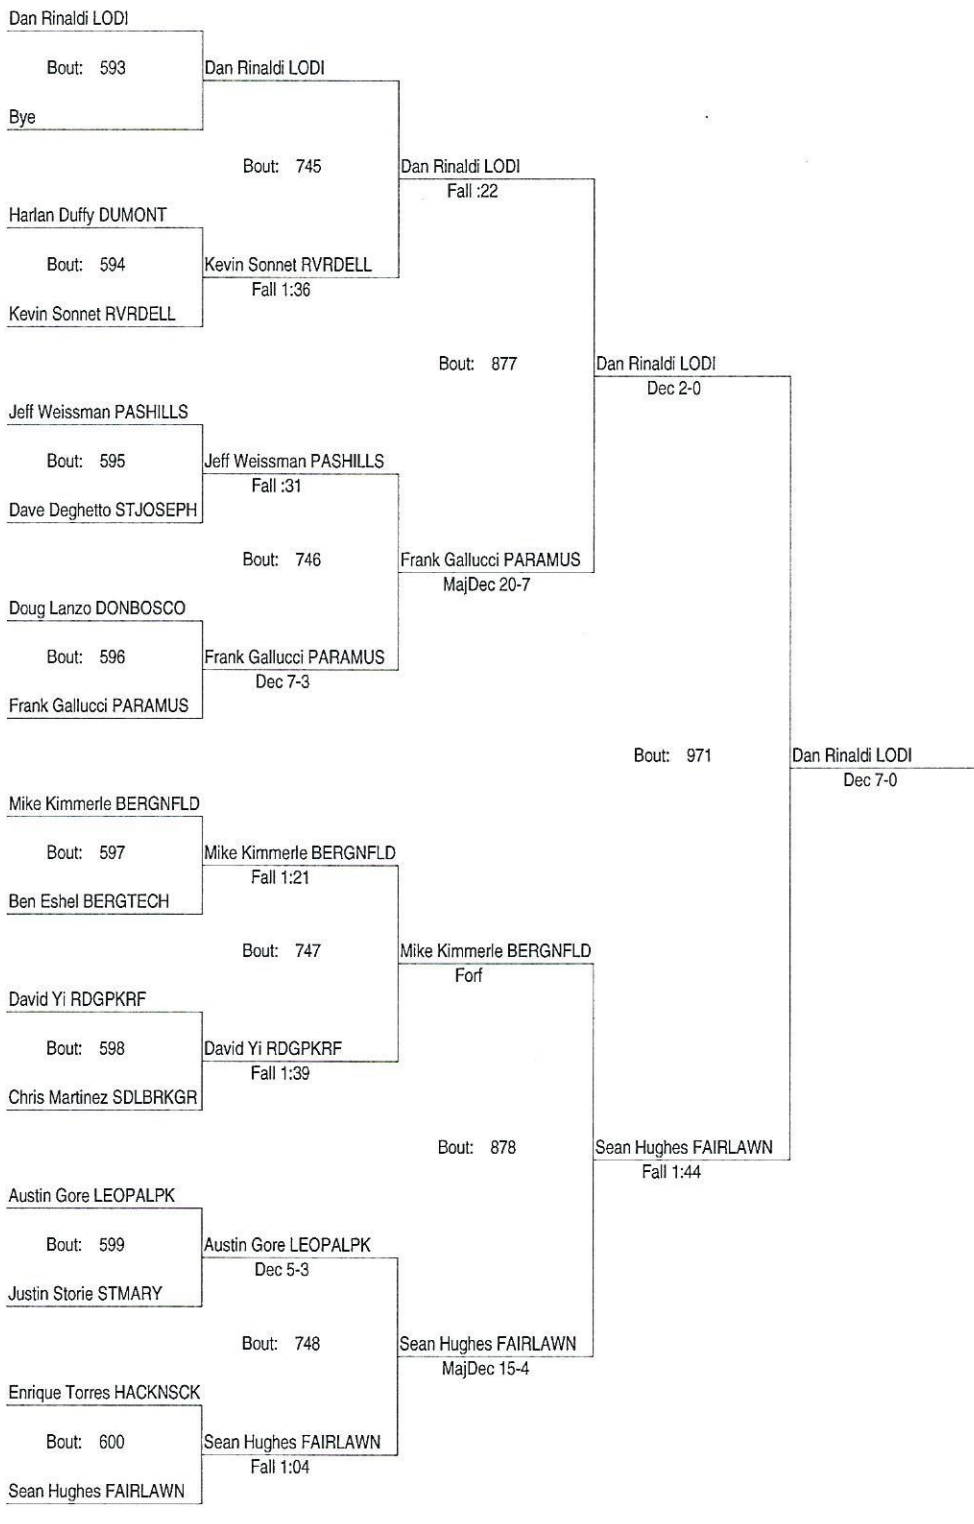 Dan Rinaldi LODI
Bout: 593
Dan Rinaldi LODI
Bye
Bout: 745
Dan Rinaldi LODI
Fall :22
Harlan Duffy DUMONT
Bout: 594
Kevin Sonnet RVRDELL
Fall 1:36
Kevin Sonnet RVRDELL
Bout: 877
Dan Rinaldi LODI
Dec 2-0
Jeff Weissman PASHILLS
Bout: 595
Jeff Weissman PASHILLS
Fall :31
Dave Deghetto STJOSEPH
Bout: 746
Frank Gallucci PARAMUS
MajDec 20-7
Doug Lanzo DONBOSCO
Bout: 596
Frank Gallucci PARAMUS
Dec 7-3
Frank Gallucci PARAMUS
Bout: 971
Dan Rinaldi LODI
Dec 7-0
Mike Kimmerle BERGNFLD
Bout: 597
Mike Kimmerle BERGNFLD
Fall 1:21
Ben Eshel BERGTECH
Bout: 747
Mike Kimmerle BERGNFLD
Forf
David Yi RDGPKRF
Bout: 598
David Yi RDGPKRF
Fall 1:39
Chris Martinez SDLBRKGR
Bout: 878
Sean Hughes FAIRLAWN
Fall 1:44
Austin Gore LEOPALPK
Bout: 599
Austin Gore LEOPALPK
Dec 5-3
Justin Storie STMARY
Bout: 748
Sean Hughes FAIRLAWN
MajDec 15-4
Enrique Torres HACKNSCK
Bout: 600
Sean Hughes FAIRLAWN
Fall 1:04
Sean Hughes FAIRLAWN